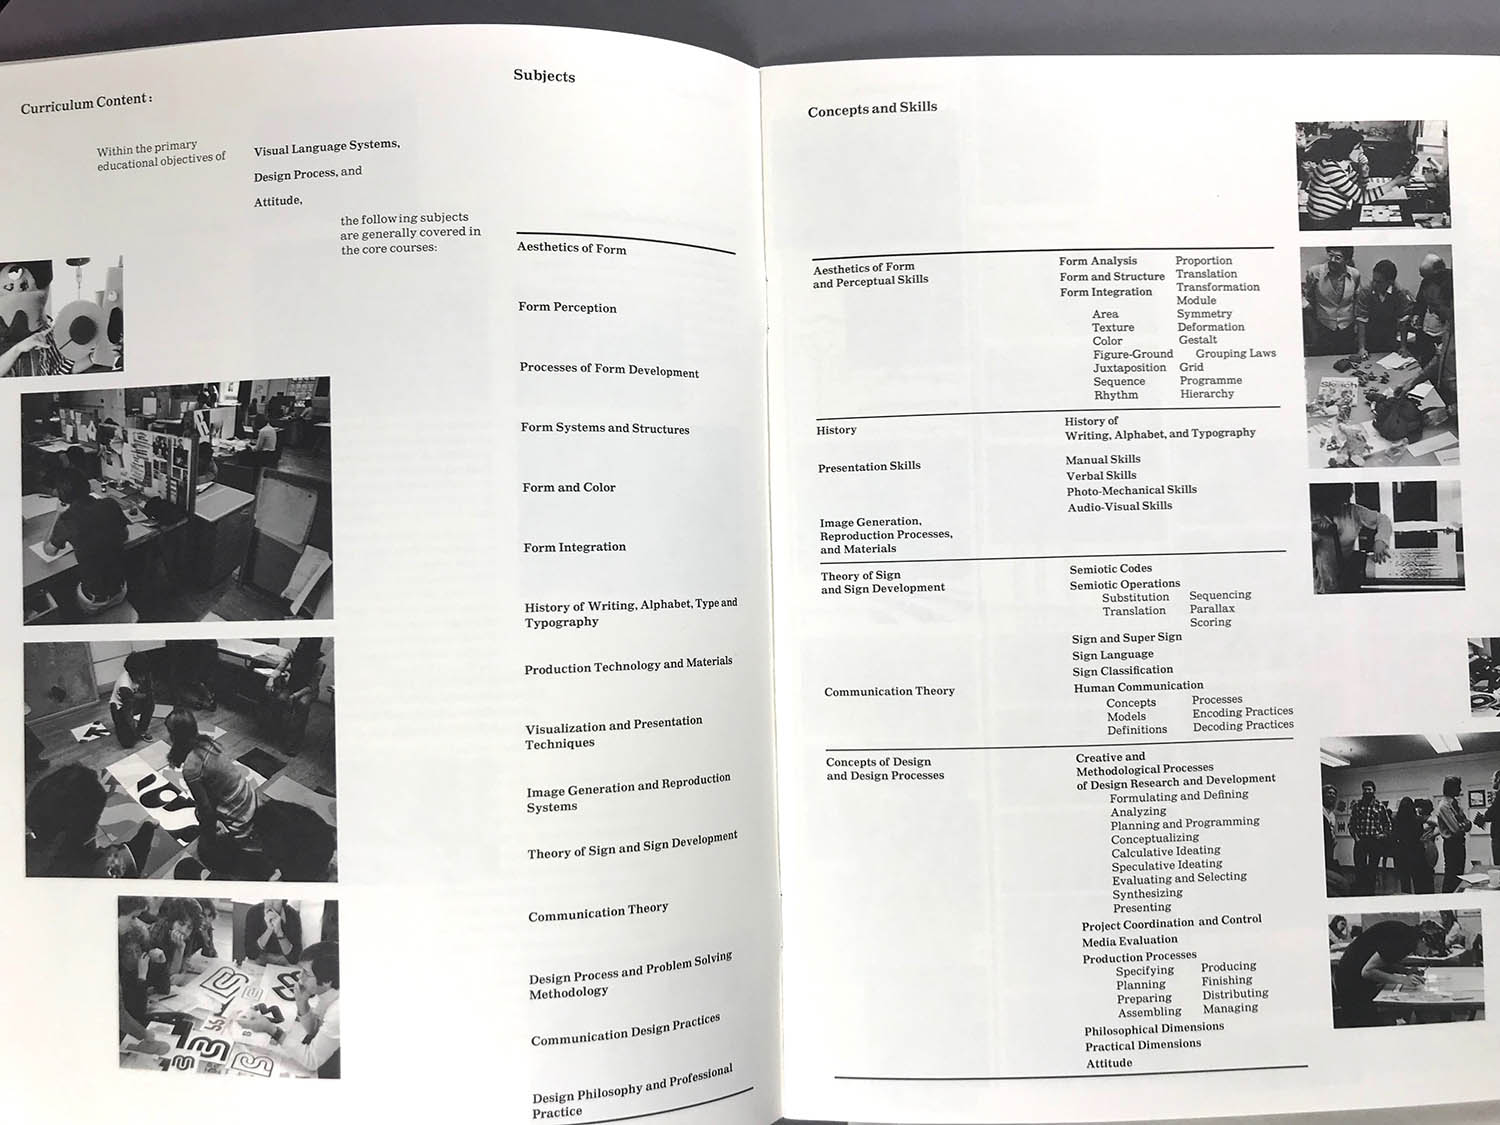 Curriculum Content:
Within the primary
educational objectives of
Visual Language Systems,
Design Process, and
Attitude,
the following subjects
are generally covered in
the core courses:
Subjects
Aesthetics of Form
Form Perception
Processes of Form Development
Form Systems and Structures
Form and Color
Form Integration
History of Writing, Alphabet, Type and
Typography
Production Technology and Materials
Visualization and Presentation
Techniques
Image Generation and Reproduction
Systems
Theory of Sign and Sign Development
Communication Theory
Design Process and Problem Solving
Methodology
Communication Design Practices
Design Philosophy and Professional
Practice
Concepts and Skills
Aesthetics of Form
and Perceptual Skills
Form Analysis
Form and Structure
Form Integration
Area
Texture
Color
Figure-Ground
Juxtaposition
Sequence
Rhythm
Proportion
Translation
Transformation
Module
Symmetry
Deformation
Gestalt
Grouping Laws
Grid
Programme
Hierarchy
History
History of
Writing, Alphabet, and Typography
Presentation Skills
Manual Skills
Verbal Skills
Photo-Mechanical Skills
Audio-Visual Skills
Image Generation,
Reproduction Processes,
and Materials
Theory of Sign
and Sign Development
Semiotic Codes
Semiotic Operations
Substitution
Translation
Sequencing
Parallax
Scoring
Sign and Super Sign
Sign Language
Sign Classification
Communication Theory
Human Communication
Concepts
Models
Definitions
Processes
Encoding Practices
Decoding Practices
Concepts of Design
and Design Processes
Creative and
Methodological Processes
of Design Research and Development
Formulating and Defining
Analyzing
Planning and Programming
Conceptualizing
Calculative Ideating
Speculative Ideating
Evaluating and Selecting
Synthesizing
Presenting
Project Coordination and Control
Media Evaluation
Production Processes
Specifying
Planning
Preparing
Assembling
Producing
Finishing
Distributing
Managing
Philosophical Dimensions
Practical Dimensions
Attitude